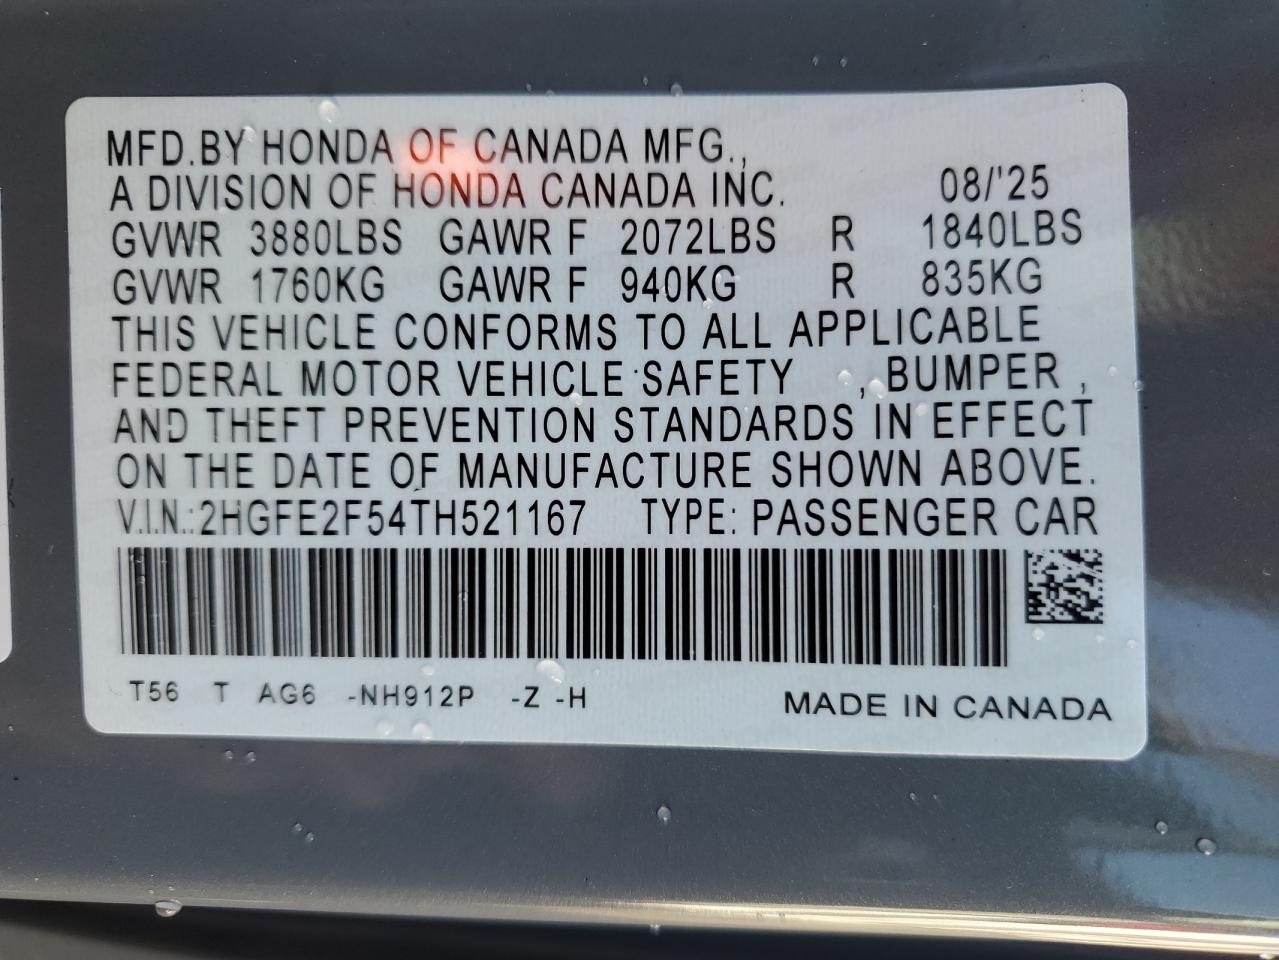 MFD.BY HONDA OF CANADA MFG.,
A DIVISION OF HONDA CANADA INC. 08/'25
GVWR 3880LBS GAWR F 2072LBS R 1840LBS
GVWR 1760KG GAWR F 940KG R 835KG
THIS VEHICLE CONFORMS TO ALL APPLICABLE
FEDERAL MOTOR VEHICLE SAFETY , BUMPER ,
AND THEFT PREVENTION STANDARDS IN EFFECT
ON THE DATE OF MANUFACTURE SHOWN ABOVE.
V.I.N.:2HGFE2F54TH521167 TYPE: PASSENGER CAR
T56 T AG6 -NH912P -Z -H MADE IN CANADA